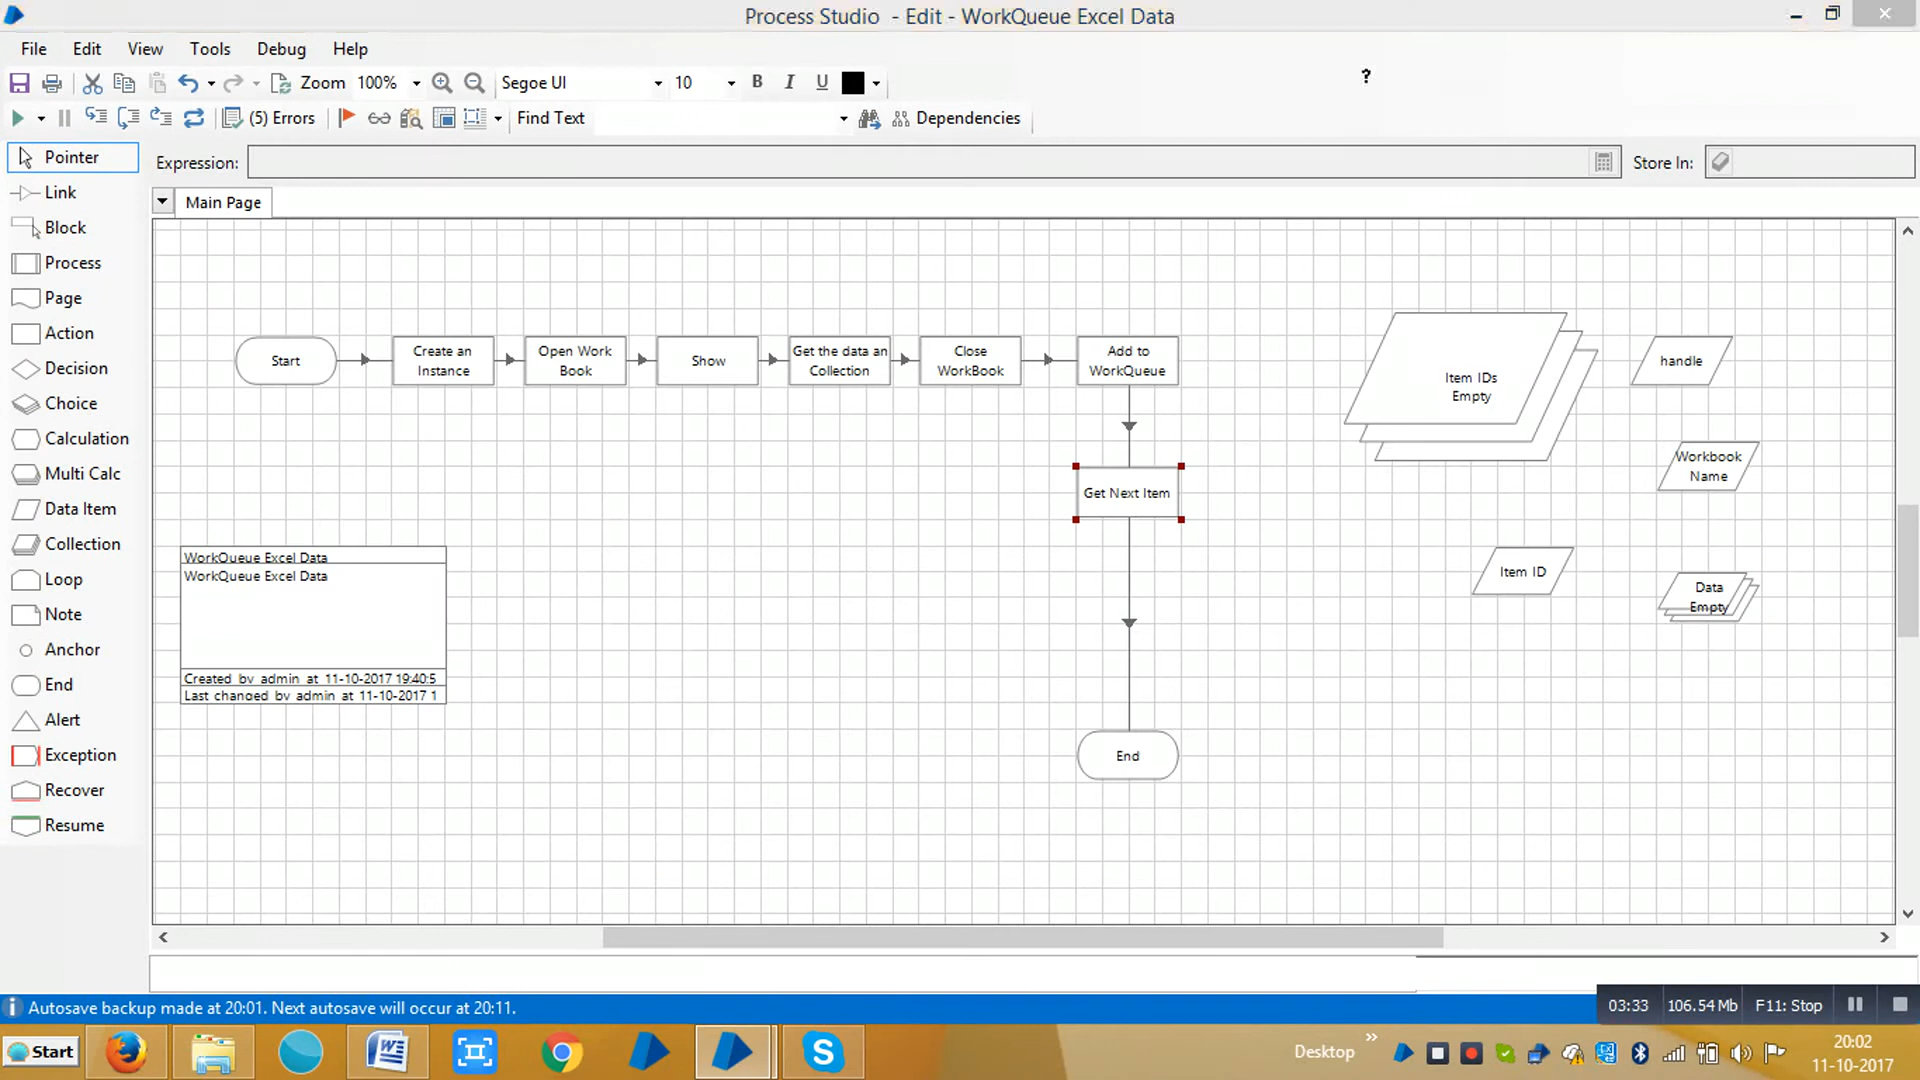 Process Studio - Edit - WorkQueue Excel Data
File Edit View Tools Debug Help
Zoom 100% Segoe UI 10 B I U
?
(5) Errors Find Text Dependencies
Pointer
Expression: Store In:
Link
Main Page
Block
Process
Page
Action
Decision
Choice
Calculation
Multi Calc
Data Item
Collection
Loop
Note
Anchor
End
Alert
Exception
Recover
Resume
Start
Create an
Instance
Open Work
Book
Show
Get the data an
Collection
Close
WorkBook
Add to
WorkQueue
Get Next Item
End
Item IDs
Empty
handle
Workbook
Name
Item ID
Data
Empty
WorkQueue Excel Data
WorkQueue Excel Data
Created by admin at 11-10-2017 19:40:5
Last changed by admin at 11-10-2017 1
Autosave backup made at 20:01. Next autosave will occur at 20:11.
03:33 106.54 Mb F11: Stop
Start
Desktop
20:02
11-10-2017